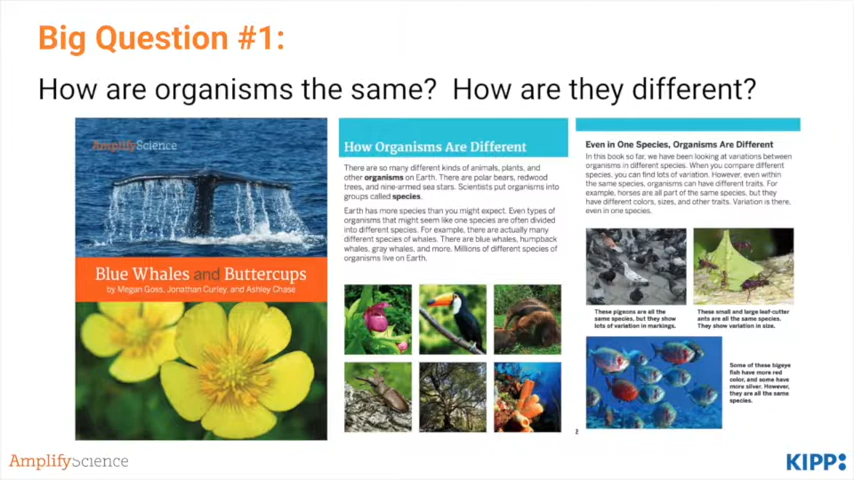 Big Question #1:
How are organisms the same? How are they different?
AmplifyScience
Blue Whales and Buttercups
by Megan Goss, Jonathan Curley, and Ashley Chase
How Organisms Are Different
There are so many different kinds of animals, plants, and
other organisms on Earth. There are polar bears, redwood
trees, and nine-armed sea stars. Scientists put organisms into
groups called species.
Earth has more species than you might expect. Even types of
organisms that might seem like one species are often divided
into different species. For example, there are actually many
different species of whales. There are blue whales, humpback
whales, gray whales, and more. Millions of different species of
organisms live on Earth.
Even in One Species, Organisms Are Different
In this book so far, we have been looking at variations between
organisms in different species. When you compare different
species, you can find lots of variation. However, even within
the same species, organisms can have different traits. For
example, horses are all part of the same species, but they
have different colors, sizes, and other traits. Variation is there,
even in one species.
These pigeons are all the
same species, but they show
lots of variation in markings.
These small and large leaf-cutter
ants are all the same species.
They show variation in size.
Some of these bigeye
fish have more red
color, and some have
more silver. However,
they are all the same
species.
2
AmplifyScience
KIPP: